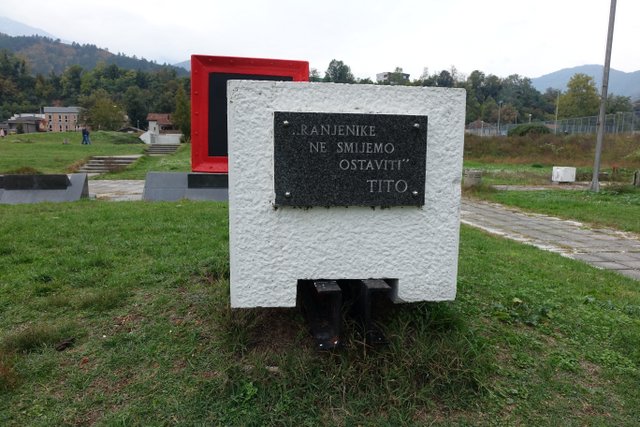 „RANJENIKE
NE SMIJEMO
OSTAVITI”
TITO